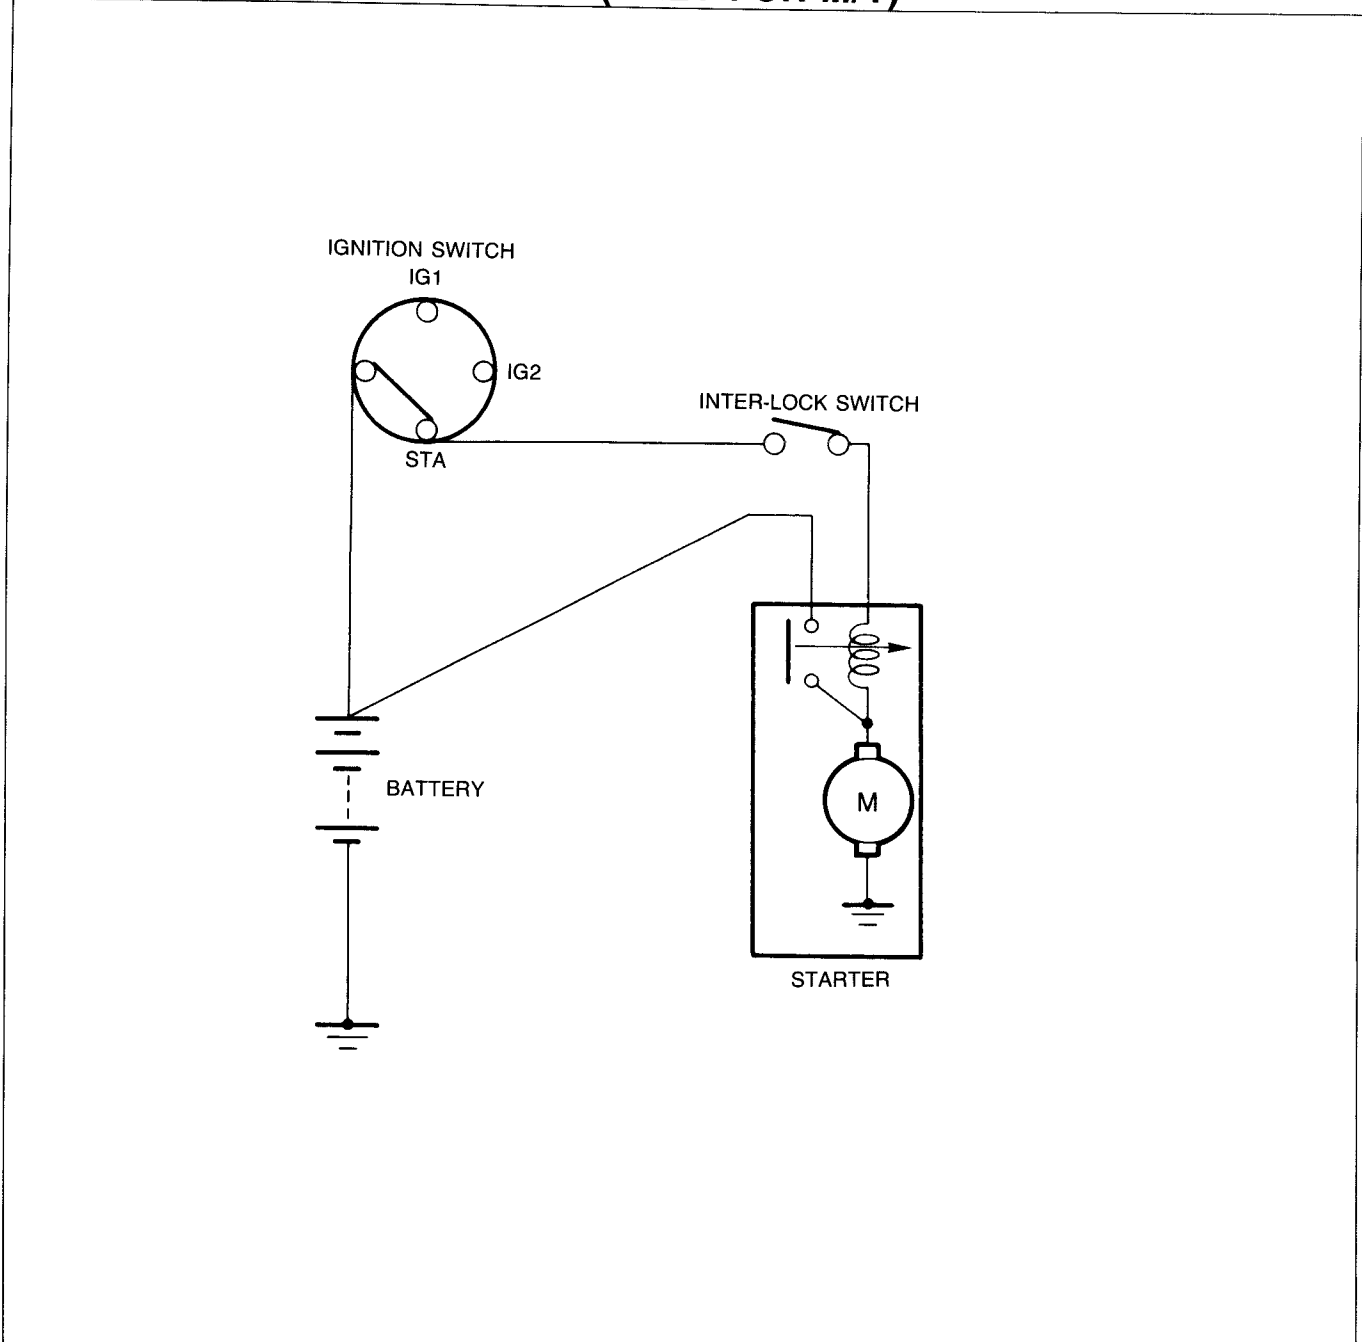 IGNITION SWITCH
IG1
IG2
INTER-LOCK SWITCH
STA
BATTERY
M
STARTER